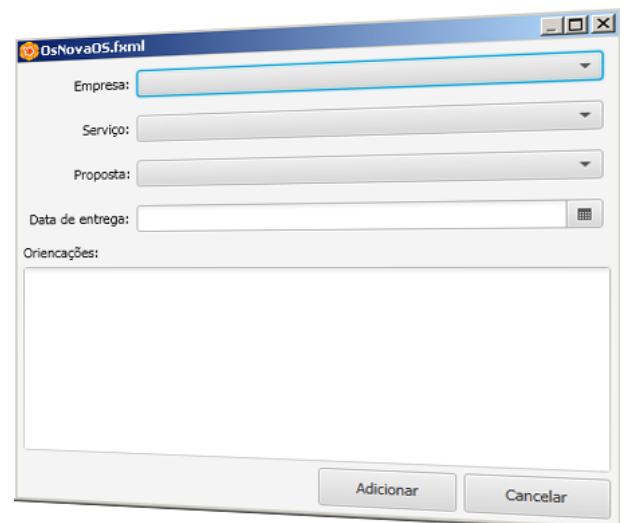 OsNovaOS.fxml
Empresa:
Serviço:
Proposta:
Data de entrega:
Oriencações:
Adicionar
Cancelar